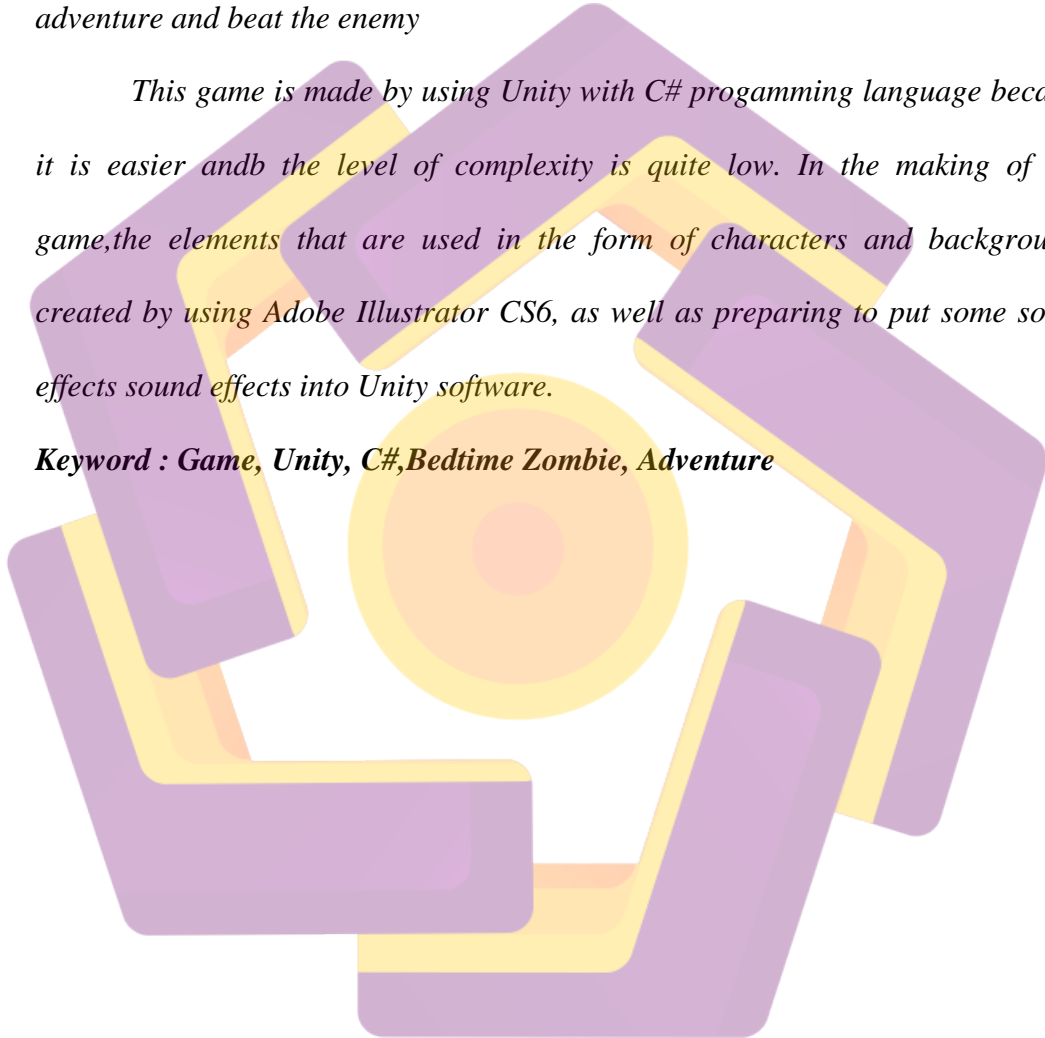 adventure and beat the enemy
This game is made by using Unity with C# progamming language beca
it is easier andb the level of complexity is quite low. In the making of
game,the elements that are used in the form of characters and backgrou
created by using Adobe Illustrator CS6, as well as preparing to put some so
effects sound effects into Unity software.
Keyword : Game, Unity, C#,Bedtime Zombie, Adventure